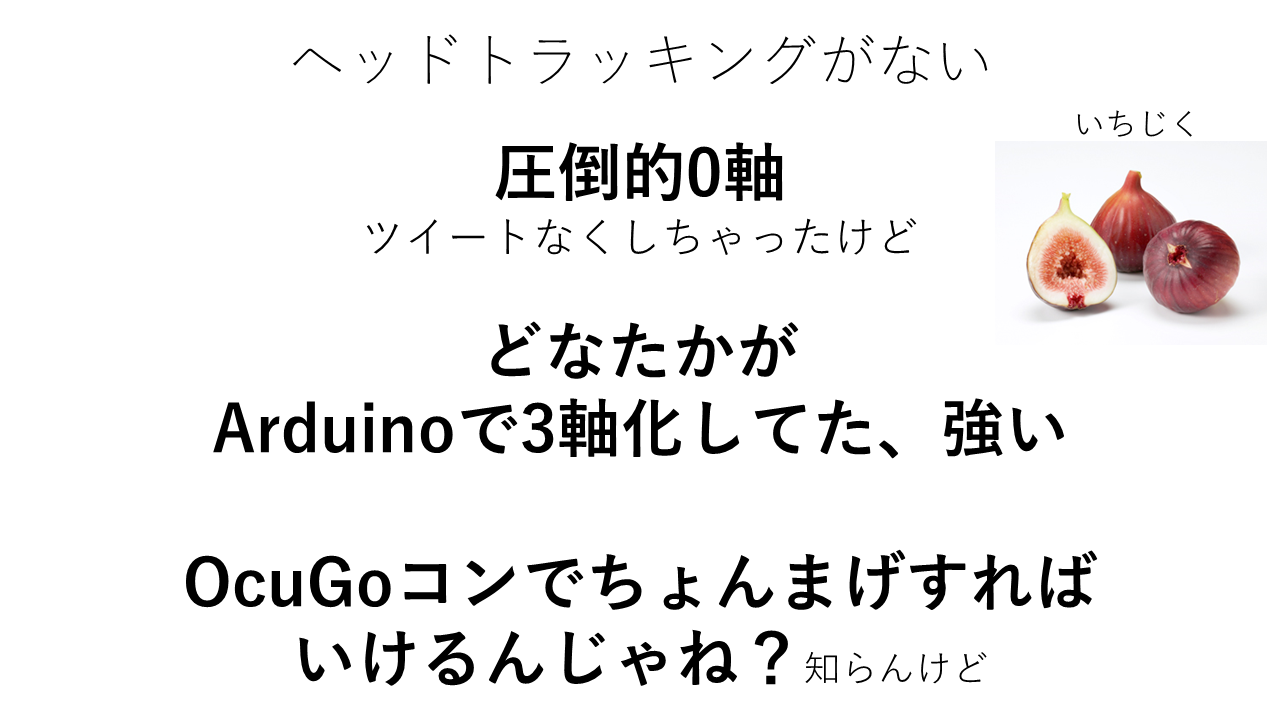 ヘッドトラッキングがない
いちじく
圧倒的0軸
ツイートなくしちゃったけど
どなたかが
Arduinoで3軸化してた、強い
OcuGoコンでちょんまげすれば
いけるんじゃね？知らんけど